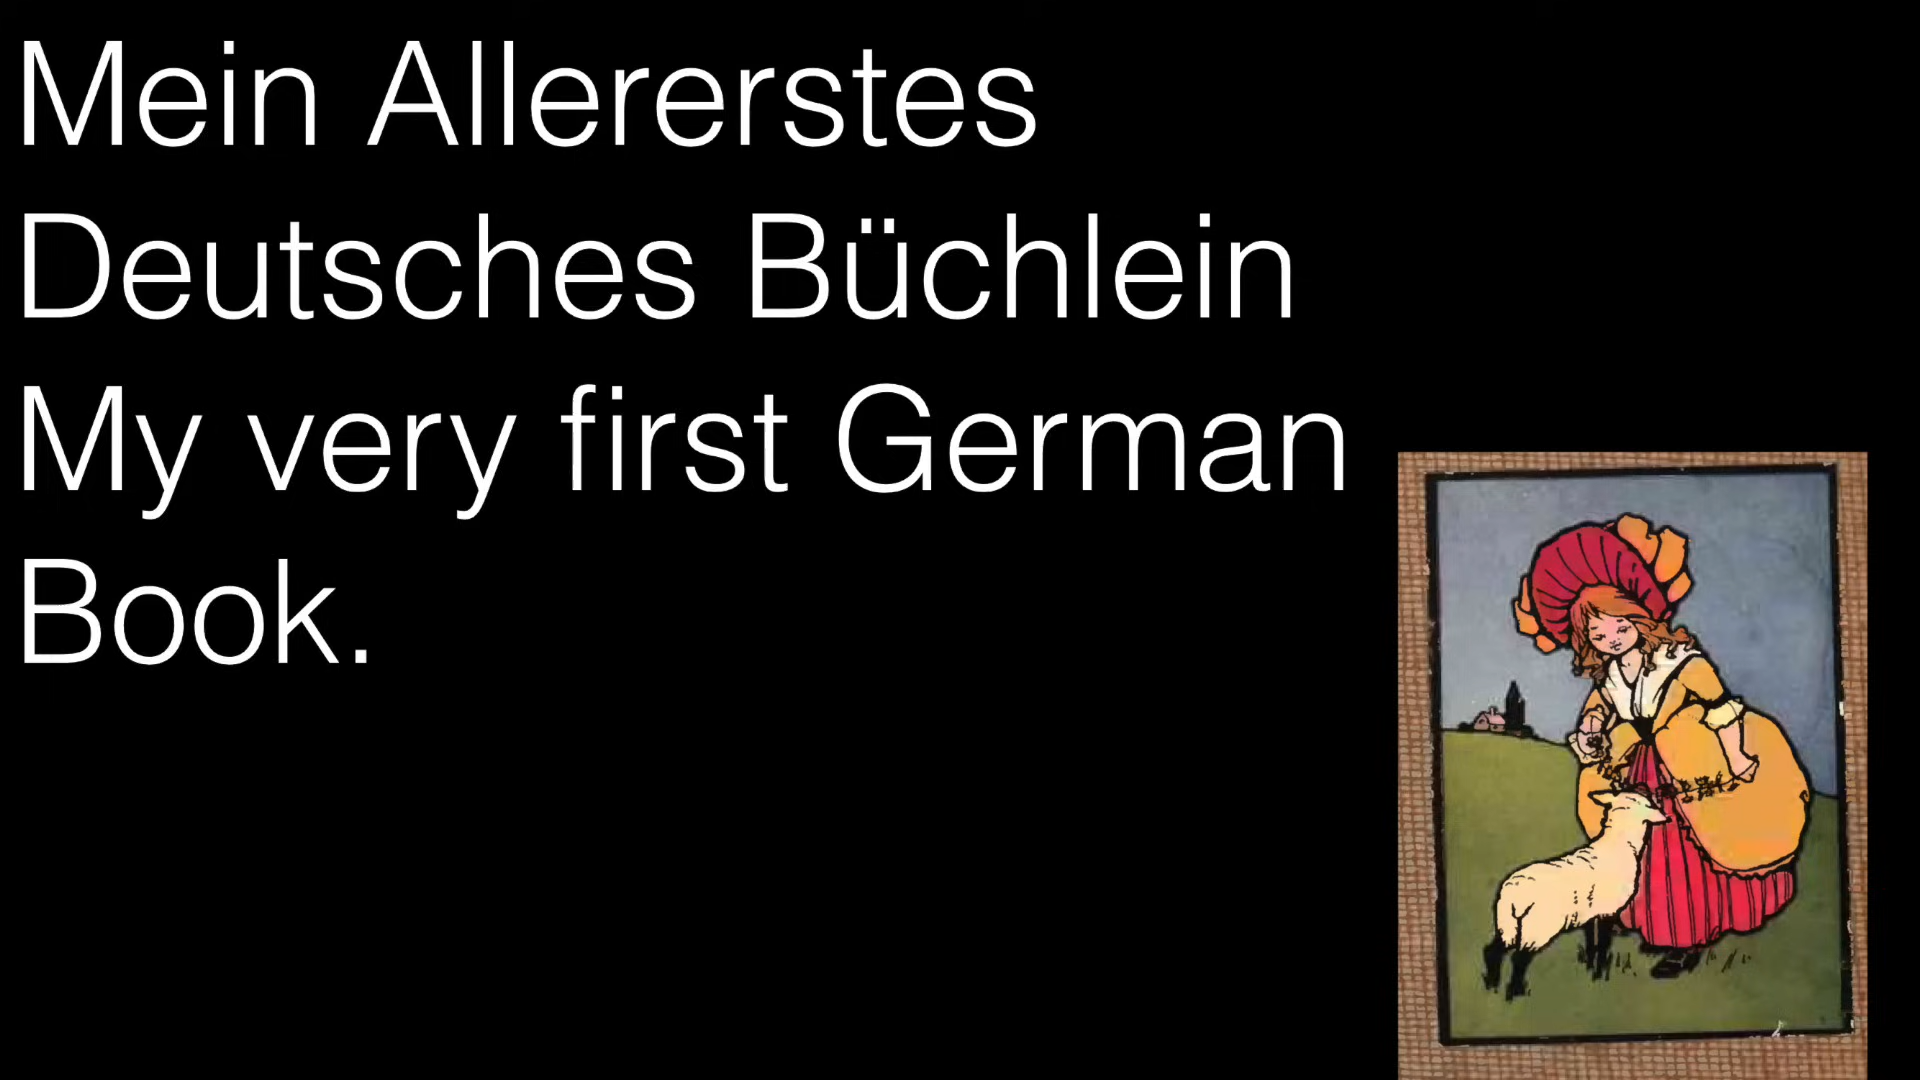 Mein Allererstes
Deutsches Büchlein
My very first German
Book.